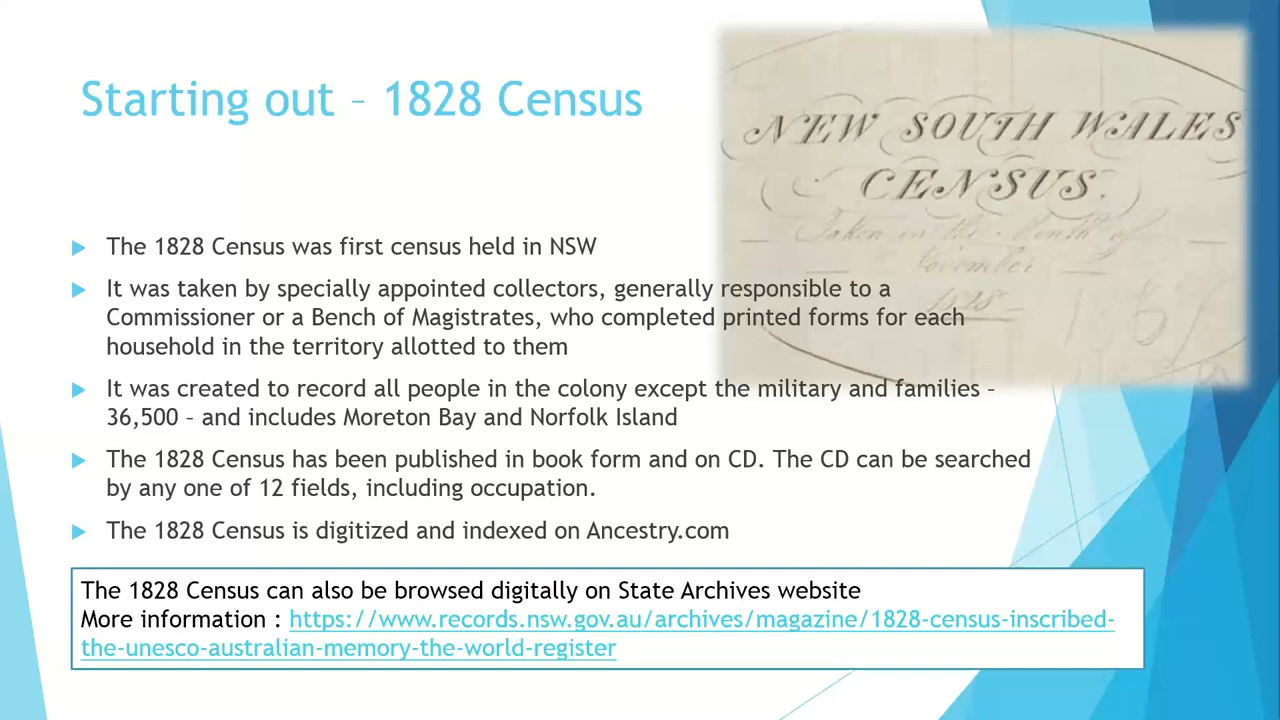 Starting out – 1828 Census
NEW SOUTH WALES
CENSUS.
Taken in the Month of
November
1828
The 1828 Census was first census held in NSW
It was taken by specially appointed collectors, generally responsible to a
Commissioner or a Bench of Magistrates, who completed printed forms for each
household in the territory allotted to them
It was created to record all people in the colony except the military and families –
36,500 – and includes Moreton Bay and Norfolk Island
The 1828 Census has been published in book form and on CD. The CD can be searched
by any one of 12 fields, including occupation.
The 1828 Census is digitized and indexed on Ancestry.com
The 1828 Census can also be browsed digitally on State Archives website
More information : https://www.records.nsw.gov.au/archives/magazine/1828-census-inscribed-
the-unesco-australian-memory-the-world-register